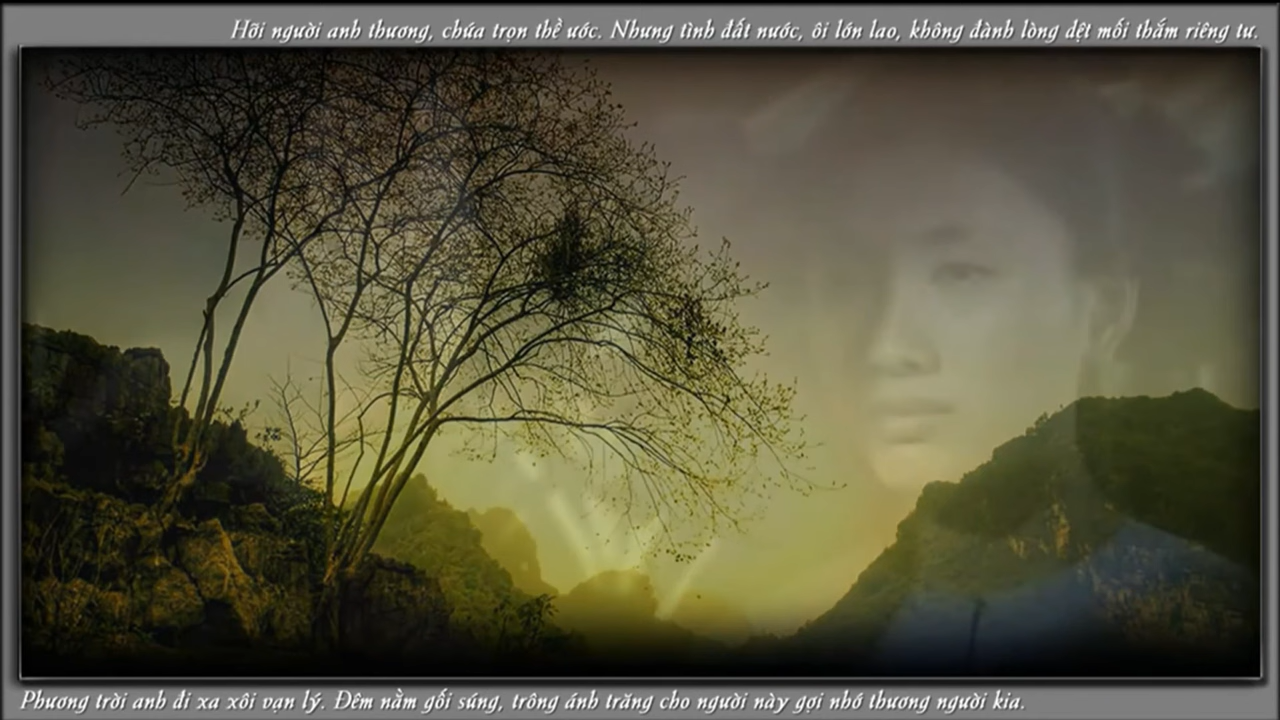 Hỡi người anh thương, chứa trọn thề ước. Nhưng tình đất nước, ôi lớn lao, không đành lòng dệt mối thắm riêng tư.
Phương trời anh đi xa xôi vạn lý. Đêm nằm gối súng, trông ánh trăng cho người này gợi nhớ thương người kia.